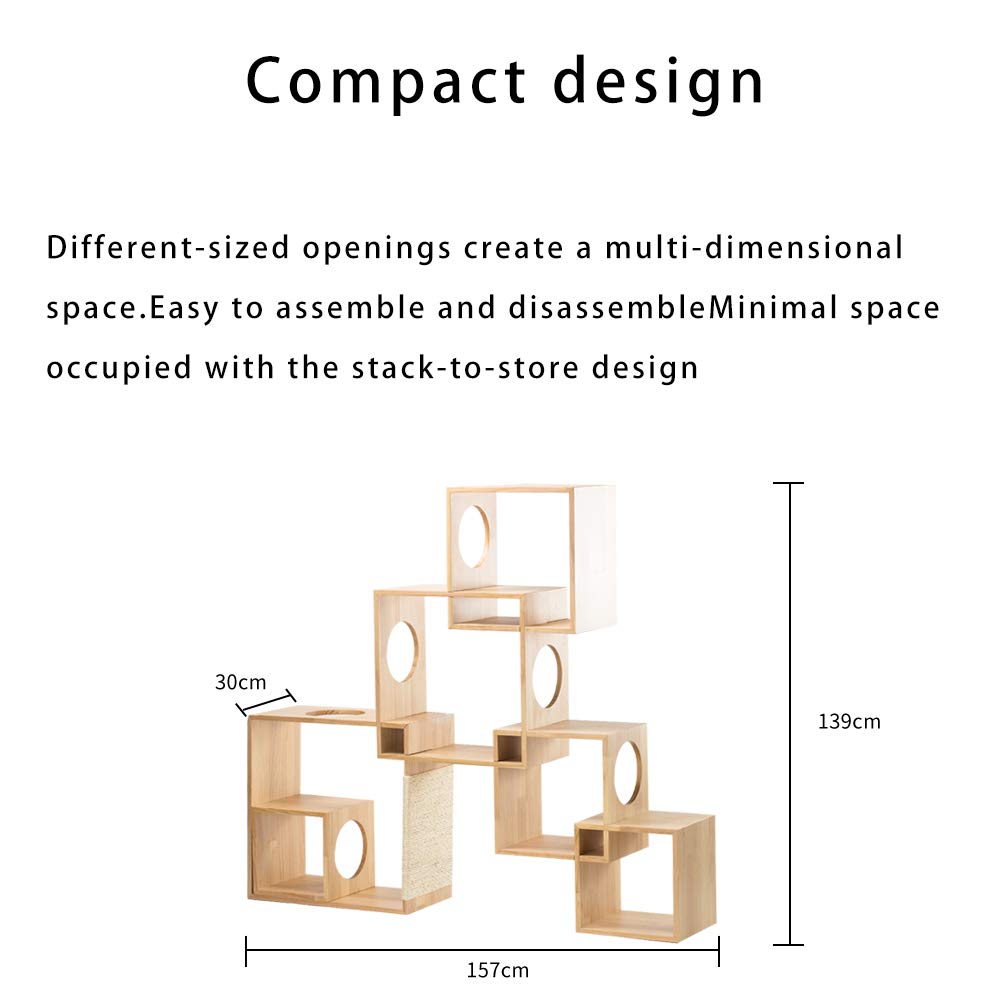 Compact design
Different-sized openings create a multi-dimensional
space.Easy to assemble and disassembleMinimal space
occupied with the stack-to-store design
30cm
139cm
157cm